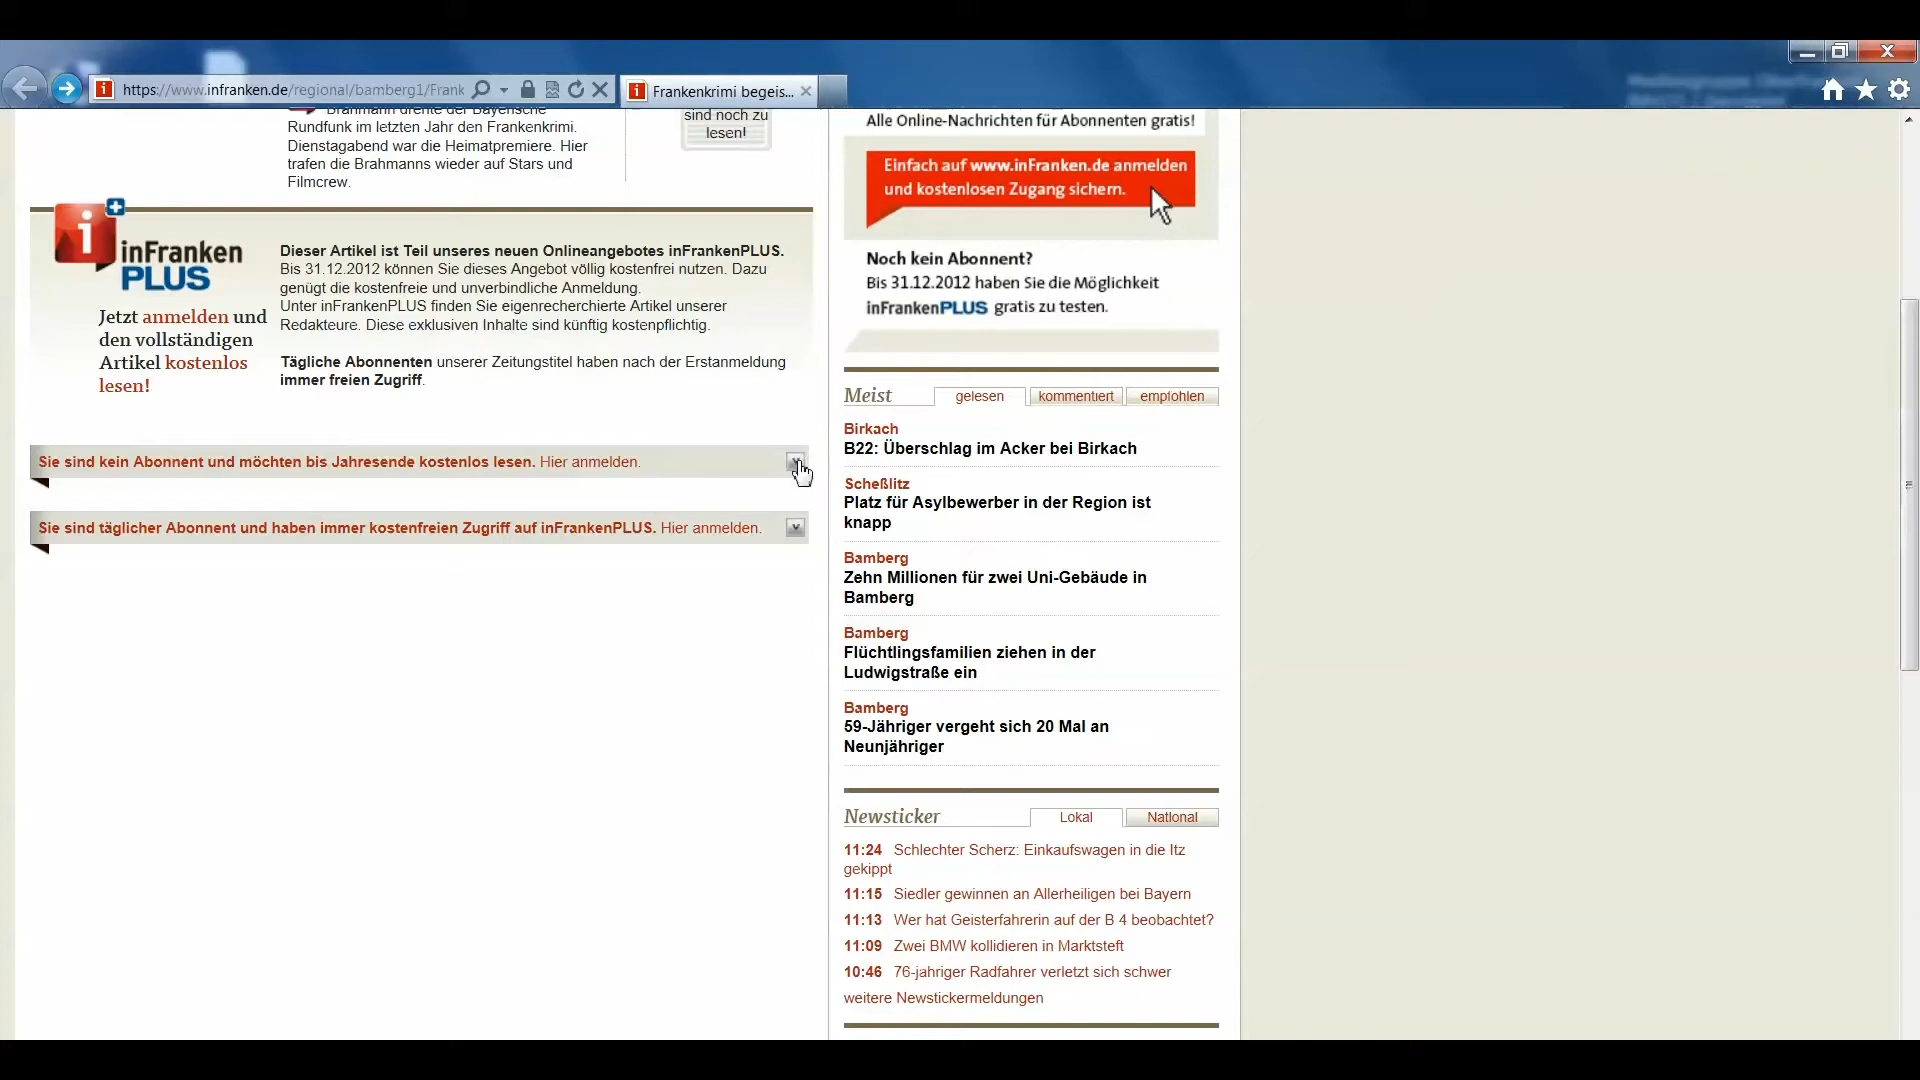 https://www.infranken.de/regional/bamberg1/Frank
Frankenkrimi begeis...
Brahmann drehte der Bayerische
Rundfunk im letzten Jahr den Frankenkrimi.
Dienstagabend war die Heimatpremiere. Hier
trafen die Brahmanns wieder auf Stars und
Filmcrew.
sind noch zu
lesen!
inFranken
PLUS
Jetzt anmelden und
den vollständigen
Artikel kostenlos
lesen!
Dieser Artikel ist Teil unseres neuen Onlineangebotes inFrankenPLUS.
Bis 31.12.2012 können Sie dieses Angebot völlig kostenfrei nutzen. Dazu
genügt die kostenfreie und unverbindliche Anmeldung.
Unter inFrankenPLUS finden Sie eigenrecherchierte Artikel unserer
Redakteure. Diese exklusiven Inhalte sind künftig kostenpflichtig.
Tägliche Abonnenten unserer Zeitungstitel haben nach der Erstanmeldung
immer freien Zugriff.
Sie sind kein Abonnent und möchten bis Jahresende kostenlos lesen. Hier anmelden.
Sie sind täglicher Abonnent und haben immer kostenfreien Zugriff auf inFrankenPLUS. Hier anmelden.
Alle Online-Nachrichten für Abonnenten gratis!
Einfach auf www.inFranken.de anmelden
und kostenlosen Zugang sichern.
Noch kein Abonnent?
Bis 31.12.2012 haben Sie die Möglichkeit
inFrankenPLUS gratis zu testen.
Meist gelesen kommentiert empfohlen
Birkach
B22: Überschlag im Acker bei Birkach
Scheßlitz
Platz für Asylbewerber in der Region ist
knapp
Bamberg
Zehn Millionen für zwei Uni-Gebäude in
Bamberg
Bamberg
Flüchtlingsfamilien ziehen in der
Ludwigstraße ein
Bamberg
59-Jähriger vergeht sich 20 Mal an
Neunjähriger
Newsticker Lokal National
11:24 Schlechter Scherz: Einkaufswagen in die Itz
gekippt
11:15 Siedler gewinnen an Allerheiligen bei Bayern
11:13 Wer hat Geisterfahrerin auf der B 4 beobachtet?
11:09 Zwei BMW kollidieren in Marktsteft
10:46 76-jahriger Radfahrer verletzt sich schwer
weitere Newstickermeldungen